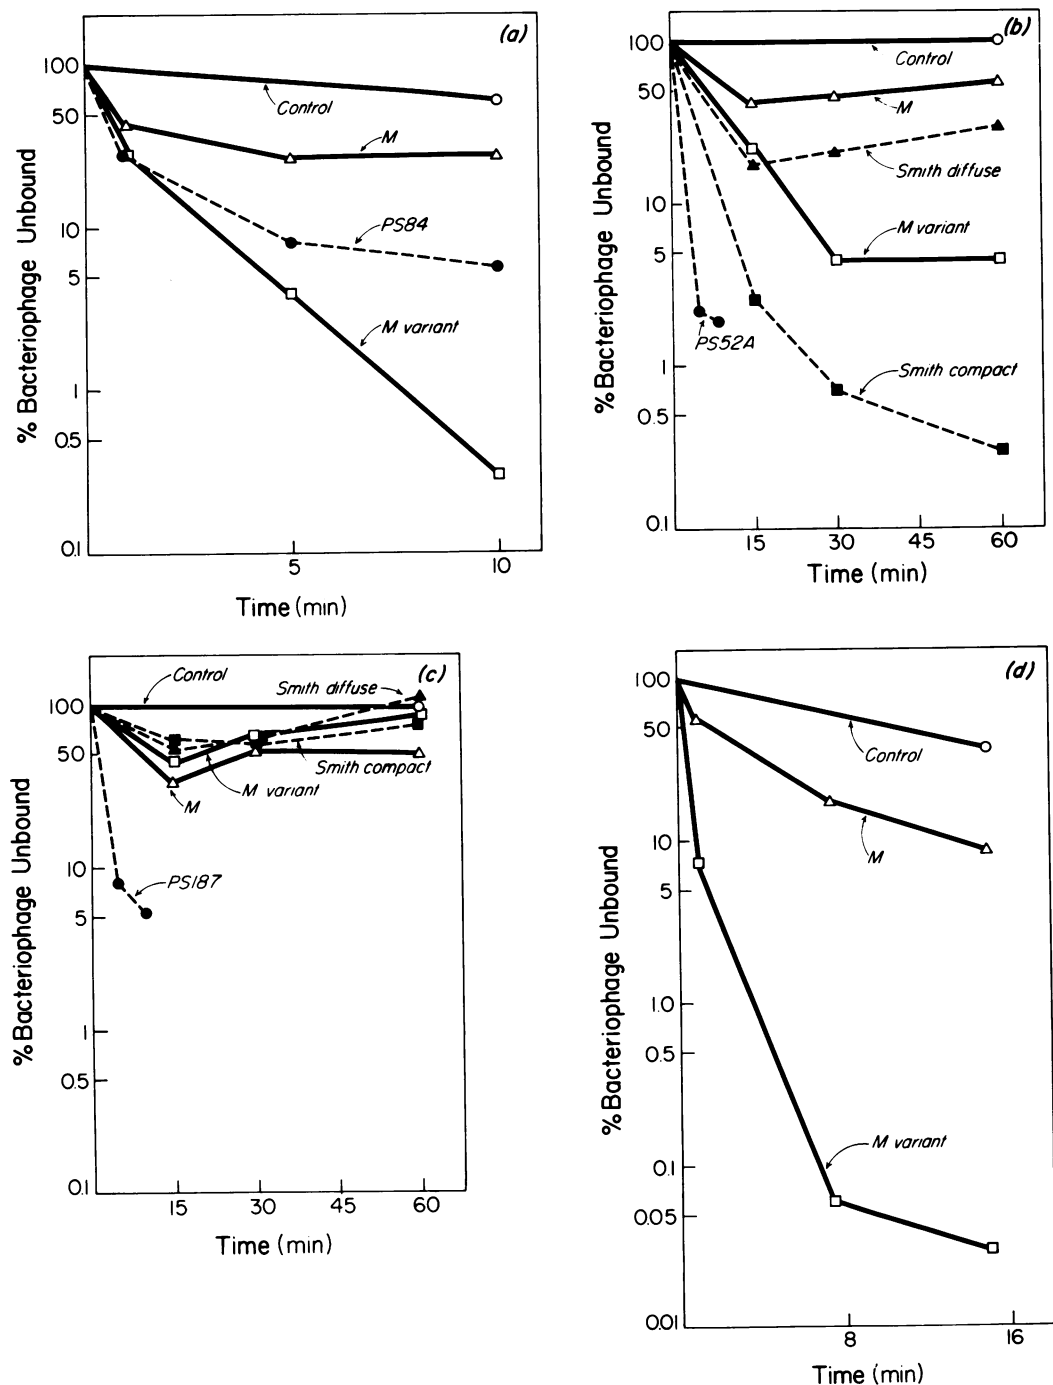 (a)
% Bacteriophage Unbound
100
50
10
5
1
0.5
0.1
Control
M
PS84
M variant
5
10
Time (min)
(b)
% Bacteriophage Unbound
100
50
10
5
1
0.5
0.1
Control
M
Smith diffuse
M variant
PS52A
Smith compact
15
30
45
60
Time (min)
(c)
% Bacteriophage Unbound
100
50
10
5
1
0.5
0.1
Control
Smith diffuse
Smith compact
M variant
M
PS187
15
30
45
60
Time (min)
(d)
% Bacteriophage Unbound
100
50
10
5
1.0
0.5
0.1
0.05
0.01
Control
M
M variant
8
16
Time (min)